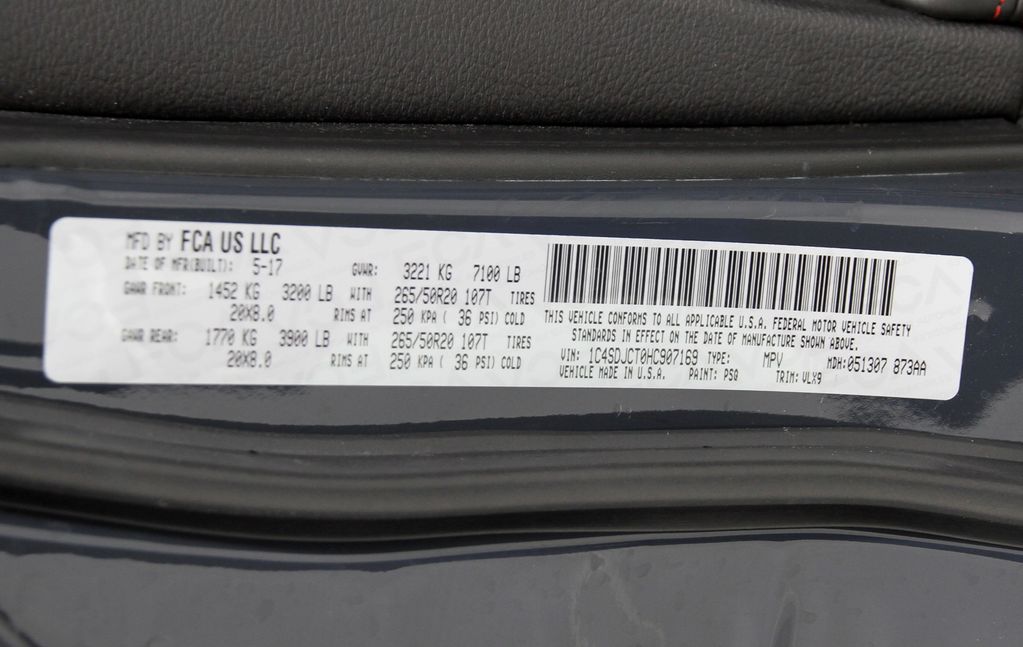 MFD BY FCA US LLC
DATE OF MFR(BUILT): 5-17 GVWR: 3221 KG 7100 LB
GAWR FRONT: 1452 KG 3200 LB WITH 265/50R20 107T TIRES
20X8.0 RIMS AT 250 KPA ( 36 PSI) COLD
GAWR REAR: 1770 KG 3900 LB WITH 265/50R20 107T TIRES
20X8.0 RIMS AT 250 KPA ( 36 PSI) COLD
THIS VEHICLE CONFORMS TO ALL APPLICABLE U.S.A. FEDERAL MOTOR VEHICLE SAFETY
STANDARDS IN EFFECT ON THE DATE OF MANUFACTURE SHOWN ABOVE.
VIN: 1C4SDJCT0HC907169 TYPE: MPV MDH:051307 873AA
VEHICLE MADE IN U.S.A. PAINT: PSQ TRIM: VLX9